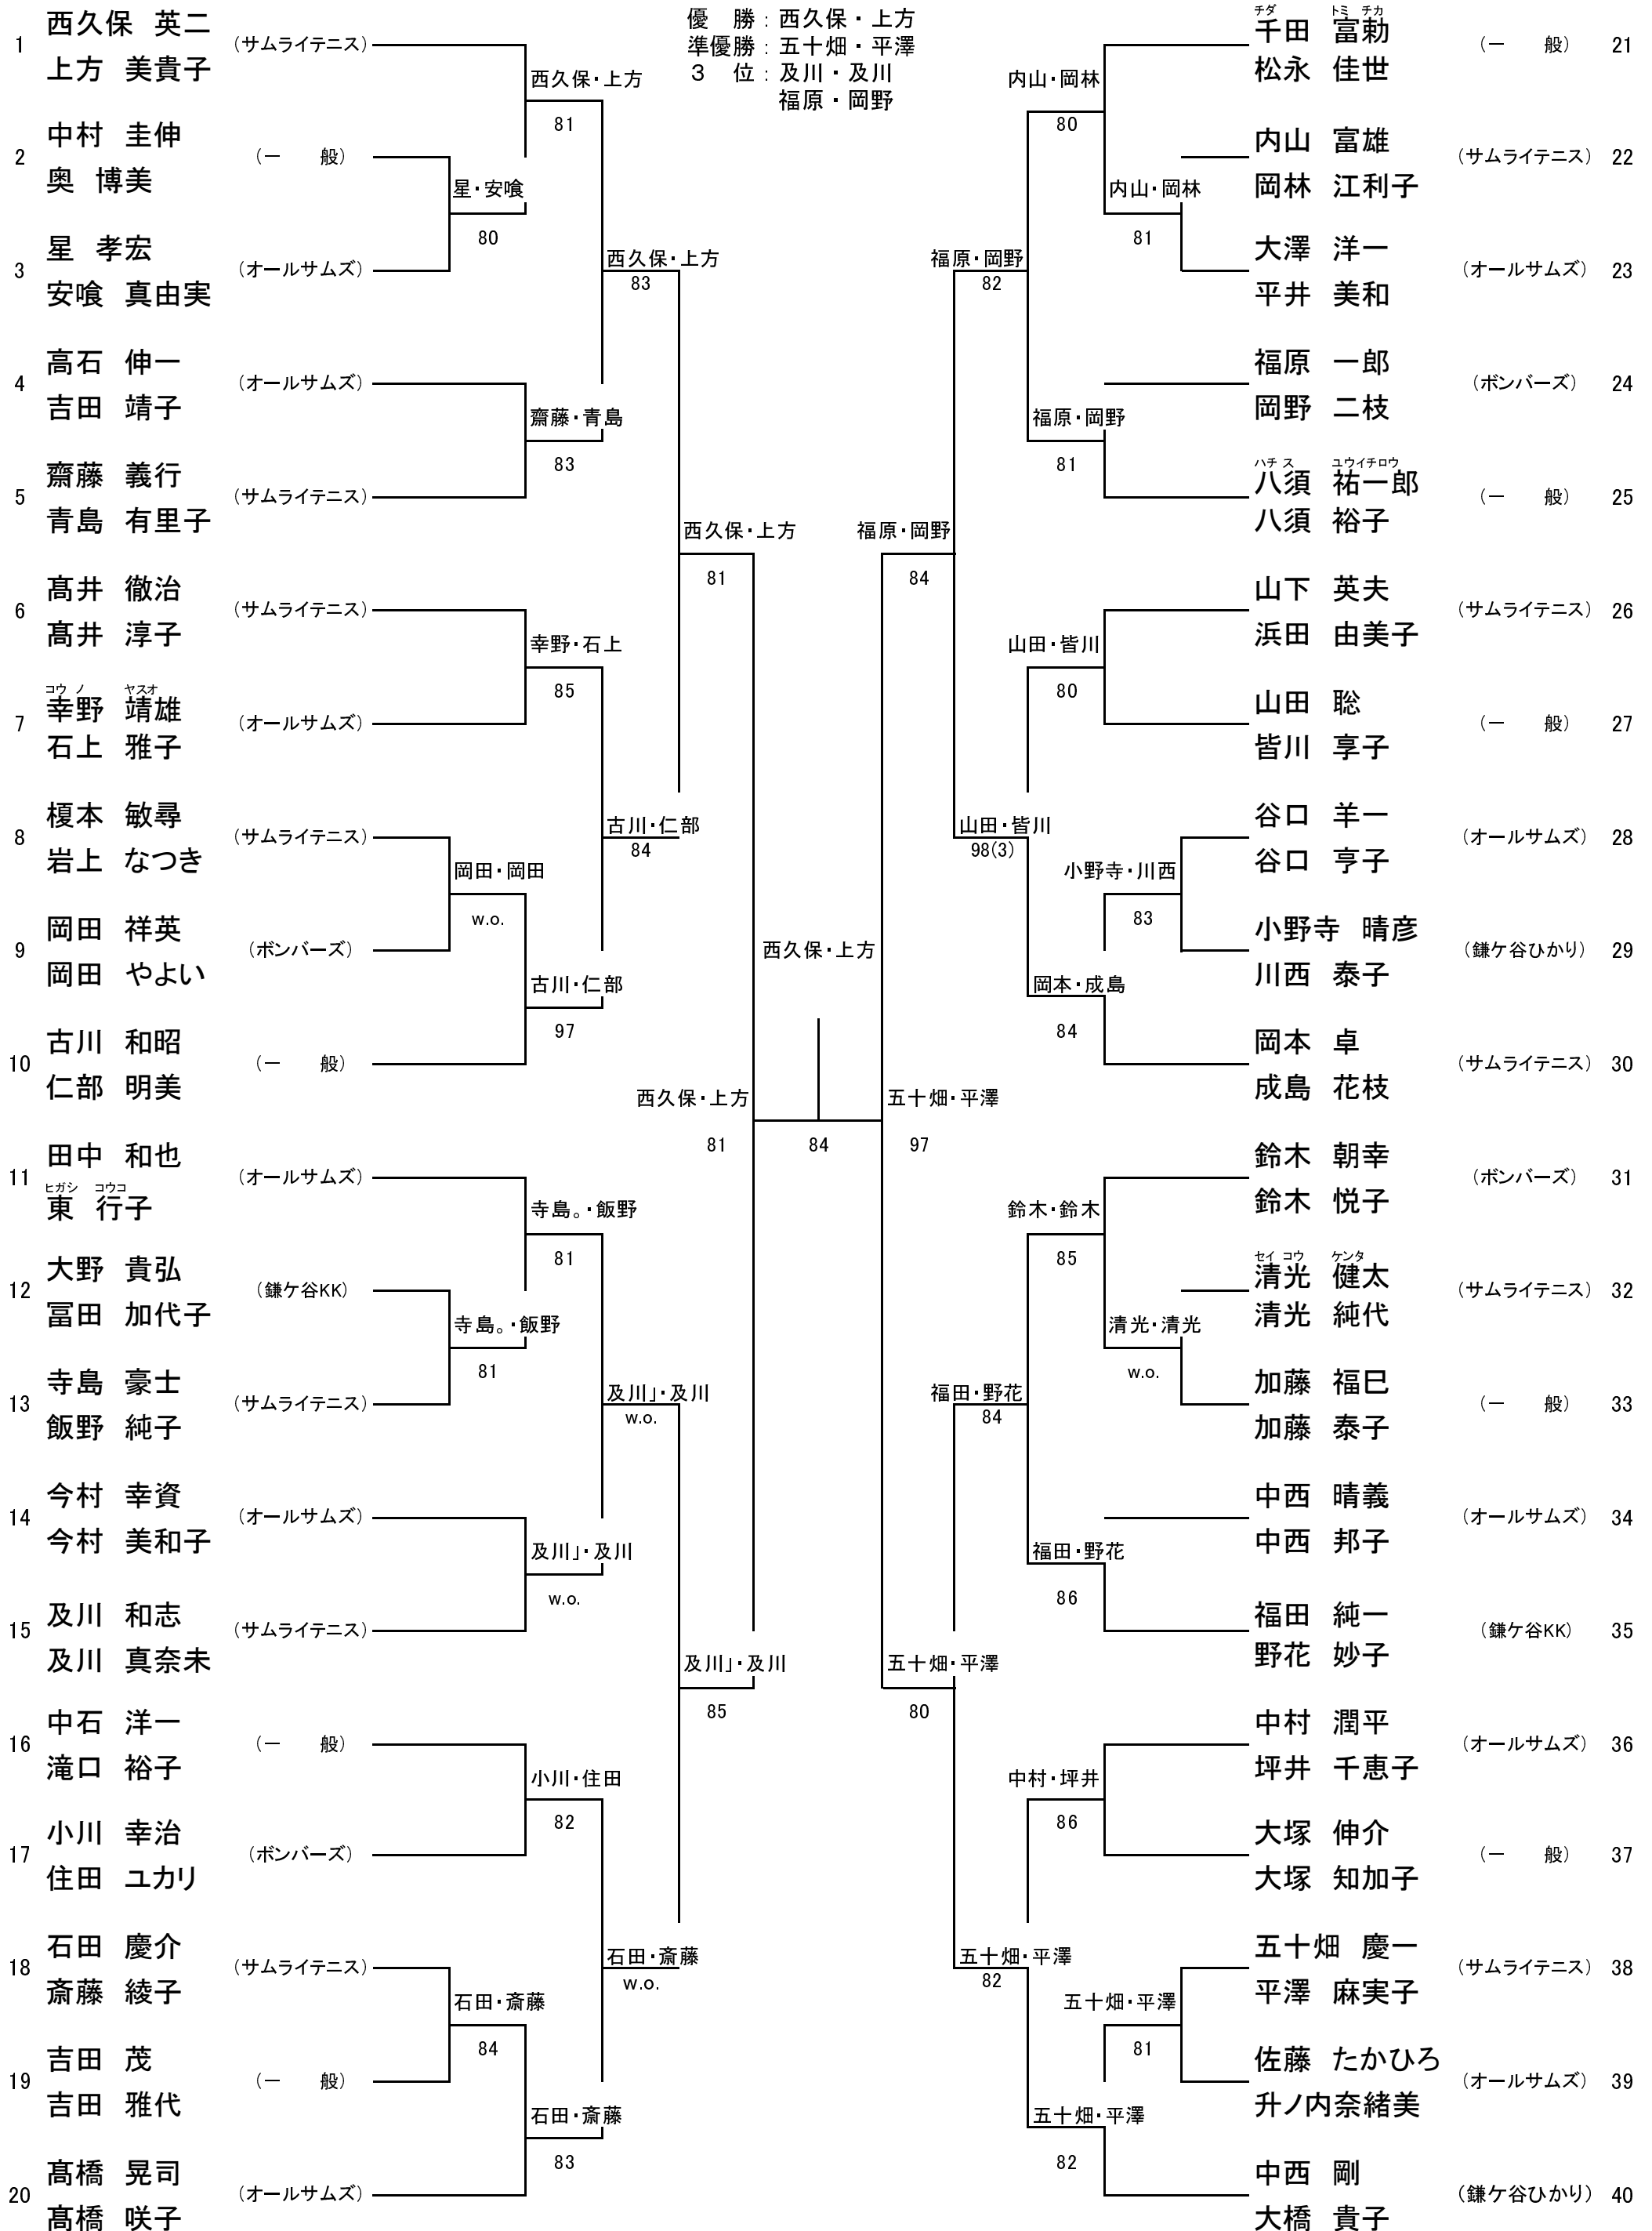 優　勝：西久保・上方
準優勝：五十畑・平澤
３　位：及川・及川
福原・岡野
1
西久保 英二
上方 美貴子
（サムライテニス）
2
中村 圭伸
奥 博美
（一　般）
3
星 孝宏
安喰 真由実
（オールサムズ）
4
高石 伸一
吉田 靖子
（オールサムズ）
5
齋藤 義行
青島 有里子
（サムライテニス）
6
髙井 徹治
髙井 淳子
（サムライテニス）
7
コウ ノ ヤスオ
幸野 靖雄
石上 雅子
（オールサムズ）
8
榎本 敏尋
岩上 なつき
（サムライテニス）
9
岡田 祥英
岡田 やよい
（ボンバーズ）
10
古川 和昭
仁部 明美
（一　般）
11
田中 和也
ヒガシ コウコ
東 行子
（オールサムズ）
12
大野 貴弘
冨田 加代子
（鎌ケ谷KK）
13
寺島 豪士
飯野 純子
（サムライテニス）
14
今村 幸資
今村 美和子
（オールサムズ）
15
及川 和志
及川 真奈未
（サムライテニス）
16
中石 洋一
滝口 裕子
（一　般）
17
小川 幸治
住田 ユカリ
（ボンバーズ）
18
石田 慶介
斎藤 綾子
（サムライテニス）
19
吉田 茂
吉田 雅代
（一　般）
20
髙橋 晃司
髙橋 咲子
（オールサムズ）
星・安喰
80
岡田・岡田
w.o.
寺島。・飯野
81
石田・斎藤
84
西久保・上方
81
齋藤・青島
83
幸野・石上
85
古川・仁部
97
寺島。・飯野
81
及川」・及川
w.o.
小川・住田
82
石田・斎藤
83
西久保・上方
83
古川・仁部
84
及川」・及川
w.o.
石田・斎藤
w.o.
西久保・上方
81
及川」・及川
85
西久保・上方
81
西久保・上方
84
五十畑・平澤
97
福原・岡野
84
五十畑・平澤
80
福原・岡野
82
山田・皆川
98(3)
福田・野花
84
五十畑・平澤
82
内山・岡林
80
福原・岡野
81
山田・皆川
80
岡本・成島
84
鈴木・鈴木
85
福田・野花
86
中村・坪井
86
五十畑・平澤
82
内山・岡林
81
小野寺・川西
83
清光・清光
w.o.
五十畑・平澤
81
チダ トミ チカ
千田 富勅
松永 佳世
（一　般）
21
内山 富雄
岡林 江利子
（サムライテニス）
22
大澤 洋一
平井 美和
（オールサムズ）
23
福原 一郎
岡野 二枝
（ボンバーズ）
24
ハチ ス ユウイチロウ
八須 祐一郎
八須 裕子
（一　般）
25
山下 英夫
浜田 由美子
（サムライテニス）
26
山田 聡
皆川 享子
（一　般）
27
谷口 羊一
谷口 亨子
（オールサムズ）
28
小野寺 晴彦
川西 泰子
（鎌ケ谷ひかり）
29
岡本 卓
成島 花枝
（サムライテニス）
30
鈴木 朝幸
鈴木 悦子
（ボンバーズ）
31
セイ コウ ケンタ
清光 健太
清光 純代
（サムライテニス）
32
加藤 福巳
加藤 泰子
（一　般）
33
中西 晴義
中西 邦子
（オールサムズ）
34
福田 純一
野花 妙子
（鎌ケ谷KK）
35
中村 潤平
坪井 千恵子
（オールサムズ）
36
大塚 伸介
大塚 知加子
（一　般）
37
五十畑 慶一
平澤 麻実子
（サムライテニス）
38
佐藤 たかひろ
升ノ内奈緒美
（オールサムズ）
39
中西 剛
大橋 貴子
（鎌ケ谷ひかり）
40